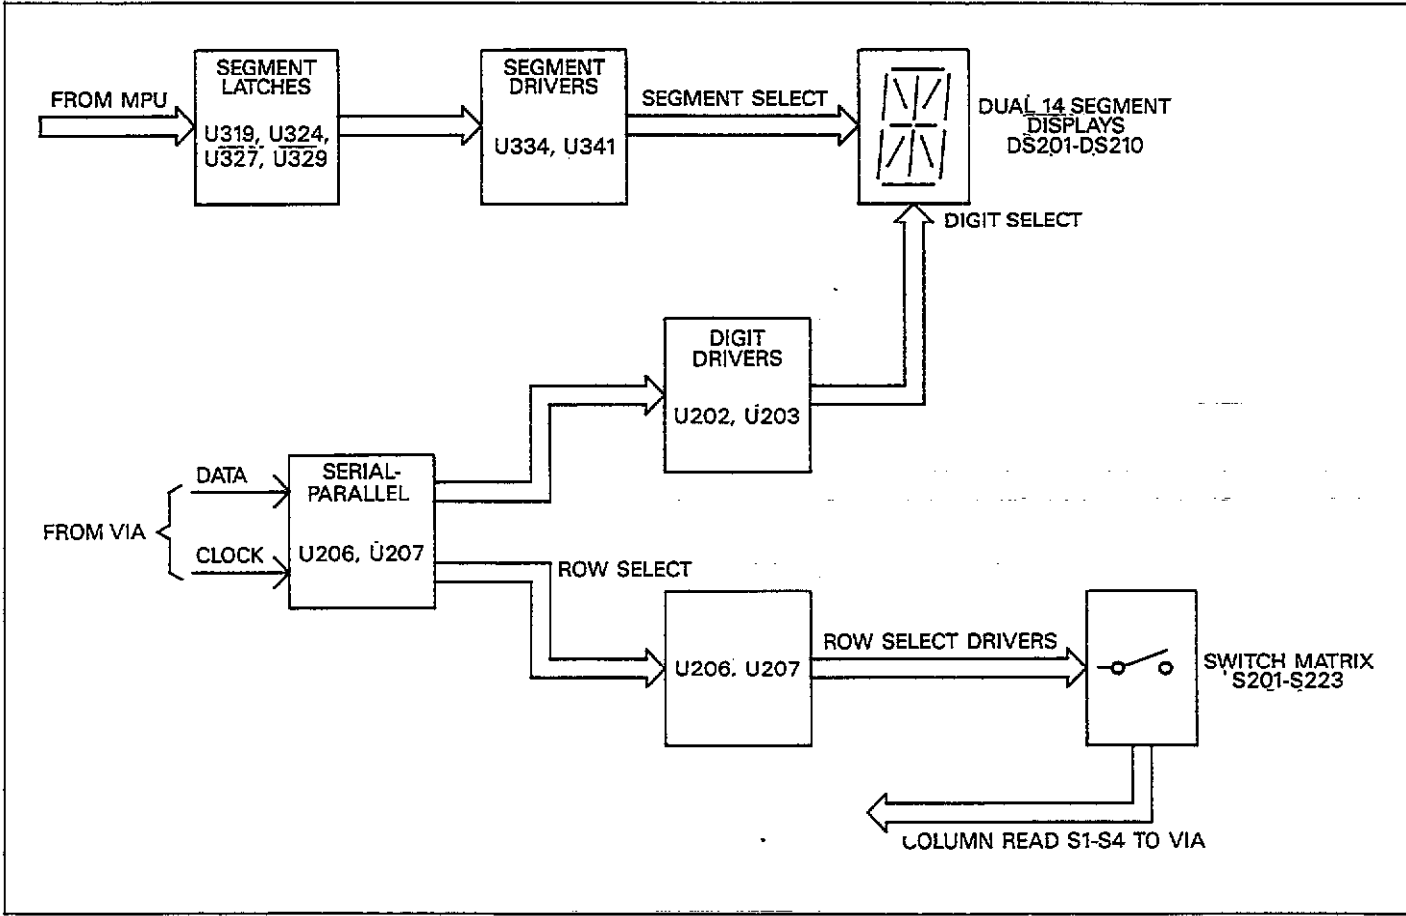 FROM MPU
SEGMENT
LATCHES
U319, U324,
U327, U329
SEGMENT
DRIVERS
U334, U341
SEGMENT SELECT
DUAL 14 SEGMENT
DISPLAYS
DS201-DS210
DIGIT SELECT
DIGIT
DRIVERS
U202, U203
FROM VIA
DATA
CLOCK
SERIAL-
PARALLEL
U206, U207
ROW SELECT
U206, U207
ROW SELECT DRIVERS
SWITCH MATRIX
S201-S223
COLUMN READ S1-S4 TO VIA